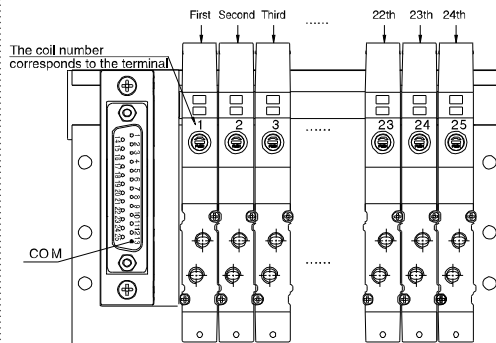 First Second Third ...... 22th 23th 24th
The coil number
corresponds to the terminal
1 2 3 ...... 23 24 25
COM
......